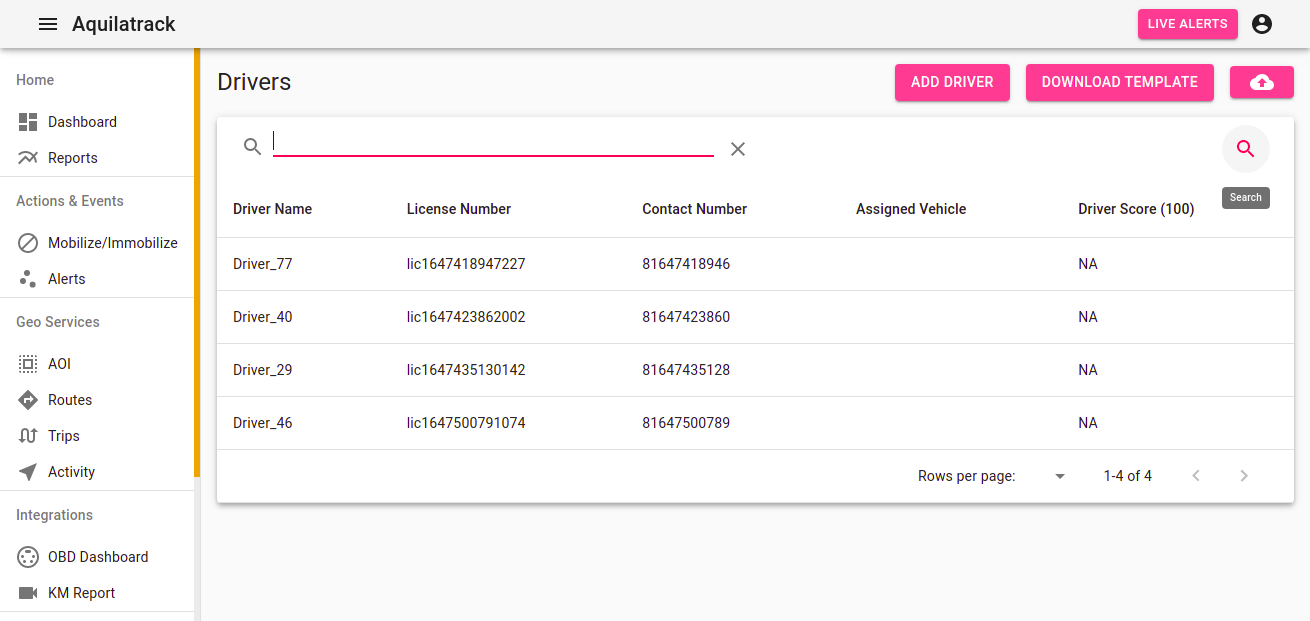 Aquilatrack
LIVE ALERTS
Home
Dashboard
Reports
Actions & Events
Mobilize/Immobilize
Alerts
Geo Services
AOI
Routes
Trips
Activity
Integrations
OBD Dashboard
KM Report
Drivers
ADD DRIVER
DOWNLOAD TEMPLATE
Search
Driver Name License Number Contact Number Assigned Vehicle Driver Score (100)
Driver_77 lic1647418947227 81647418946 NA
Driver_40 lic1647423862002 81647423860 NA
Driver_29 lic1647435130142 81647435128 NA
Driver_46 lic1647500791074 81647500789 NA
Rows per page: 1-4 of 4